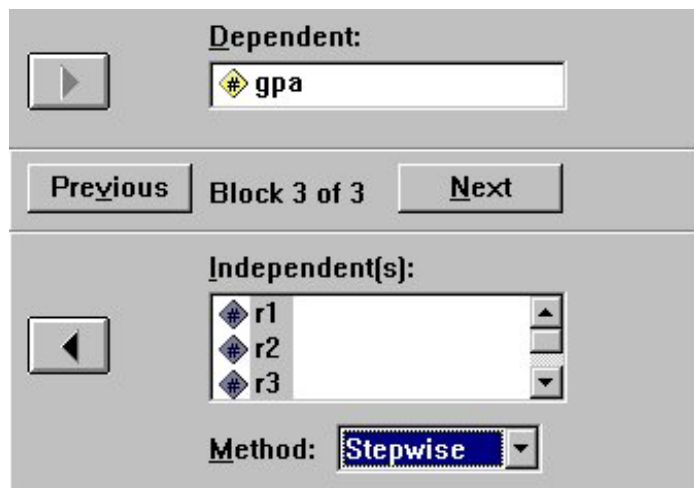 Dependent:
# gpa
Previous Block 3 of 3 Next
Independent(s):
# r1
# r2
# r3
Method: Stepwise